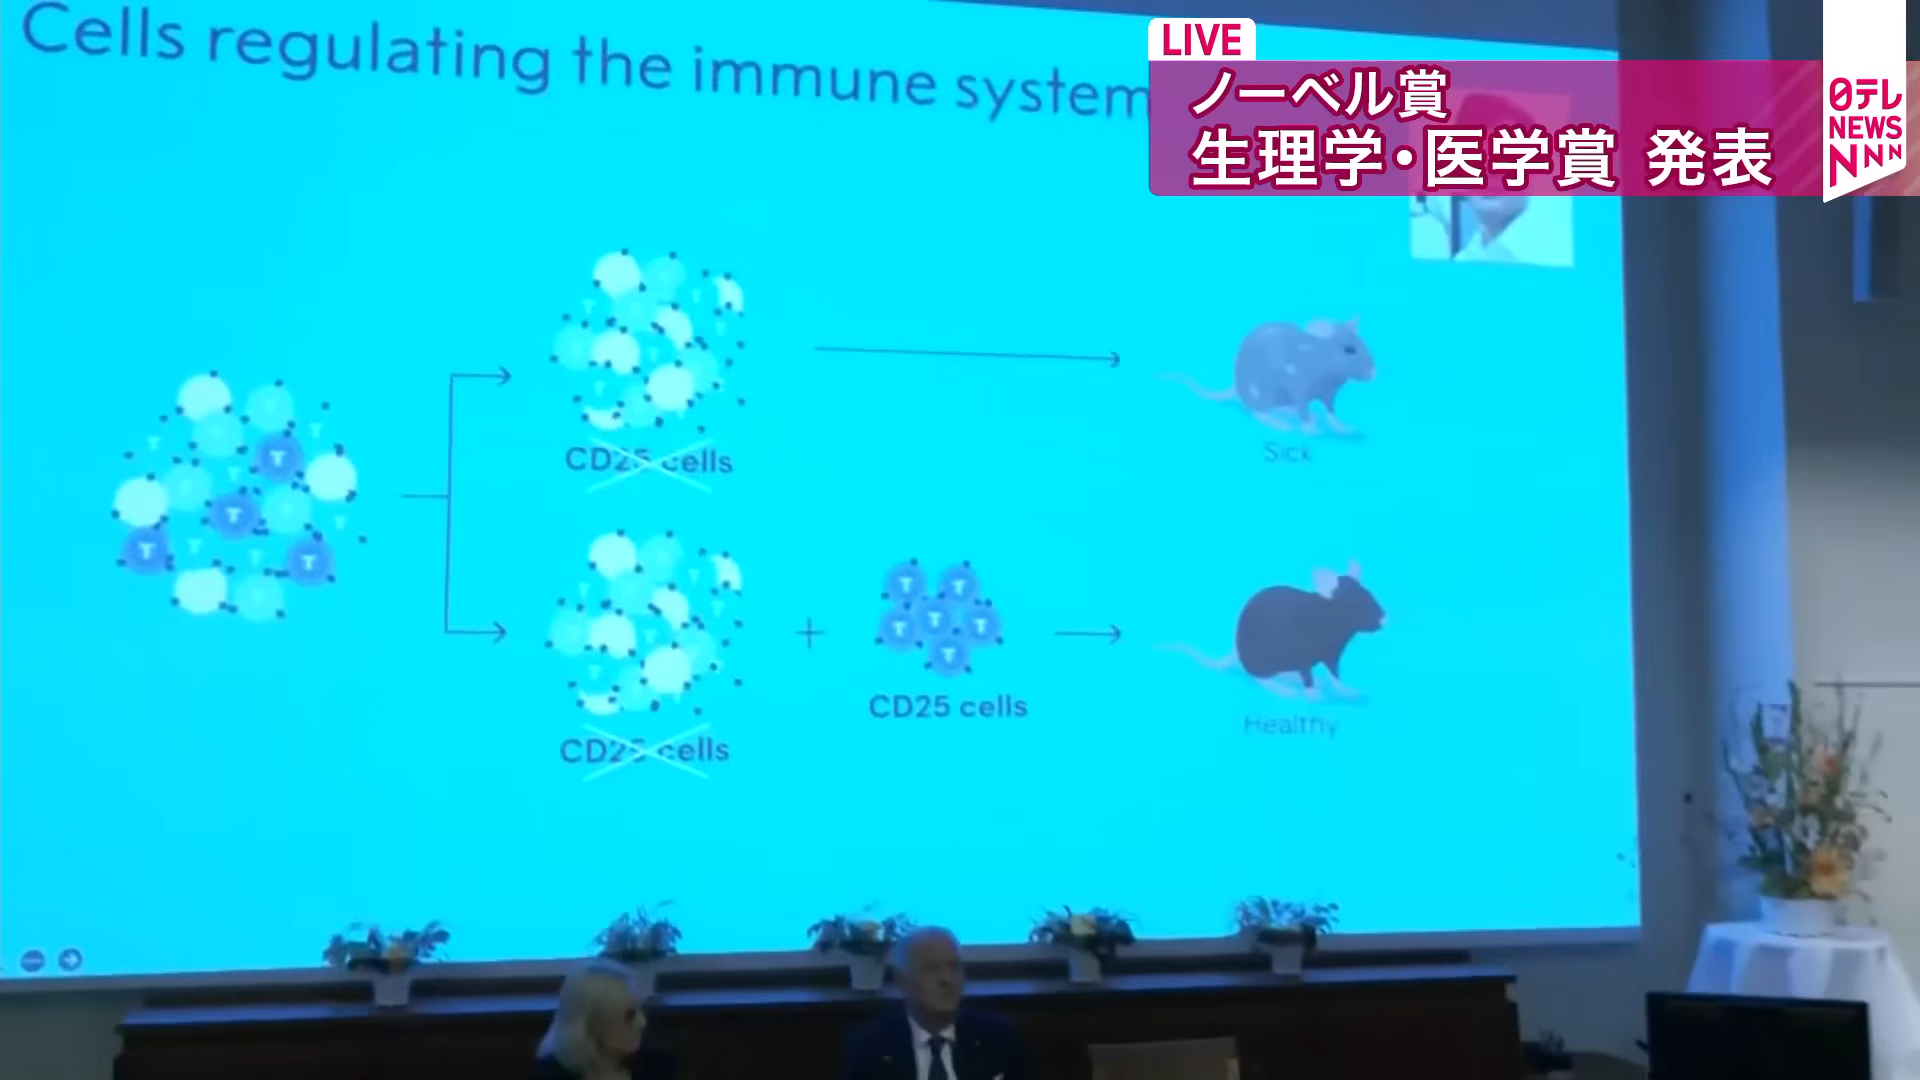 Cells regulating the immune system
LIVE
ノーベル賞
生理学・医学賞 発表
日テレ
NEWS
NNN
CD25 cells
Sick
T
T
T
T
CD25 cells
+
T
T
T
T
T
T
CD25 cells
Healthy